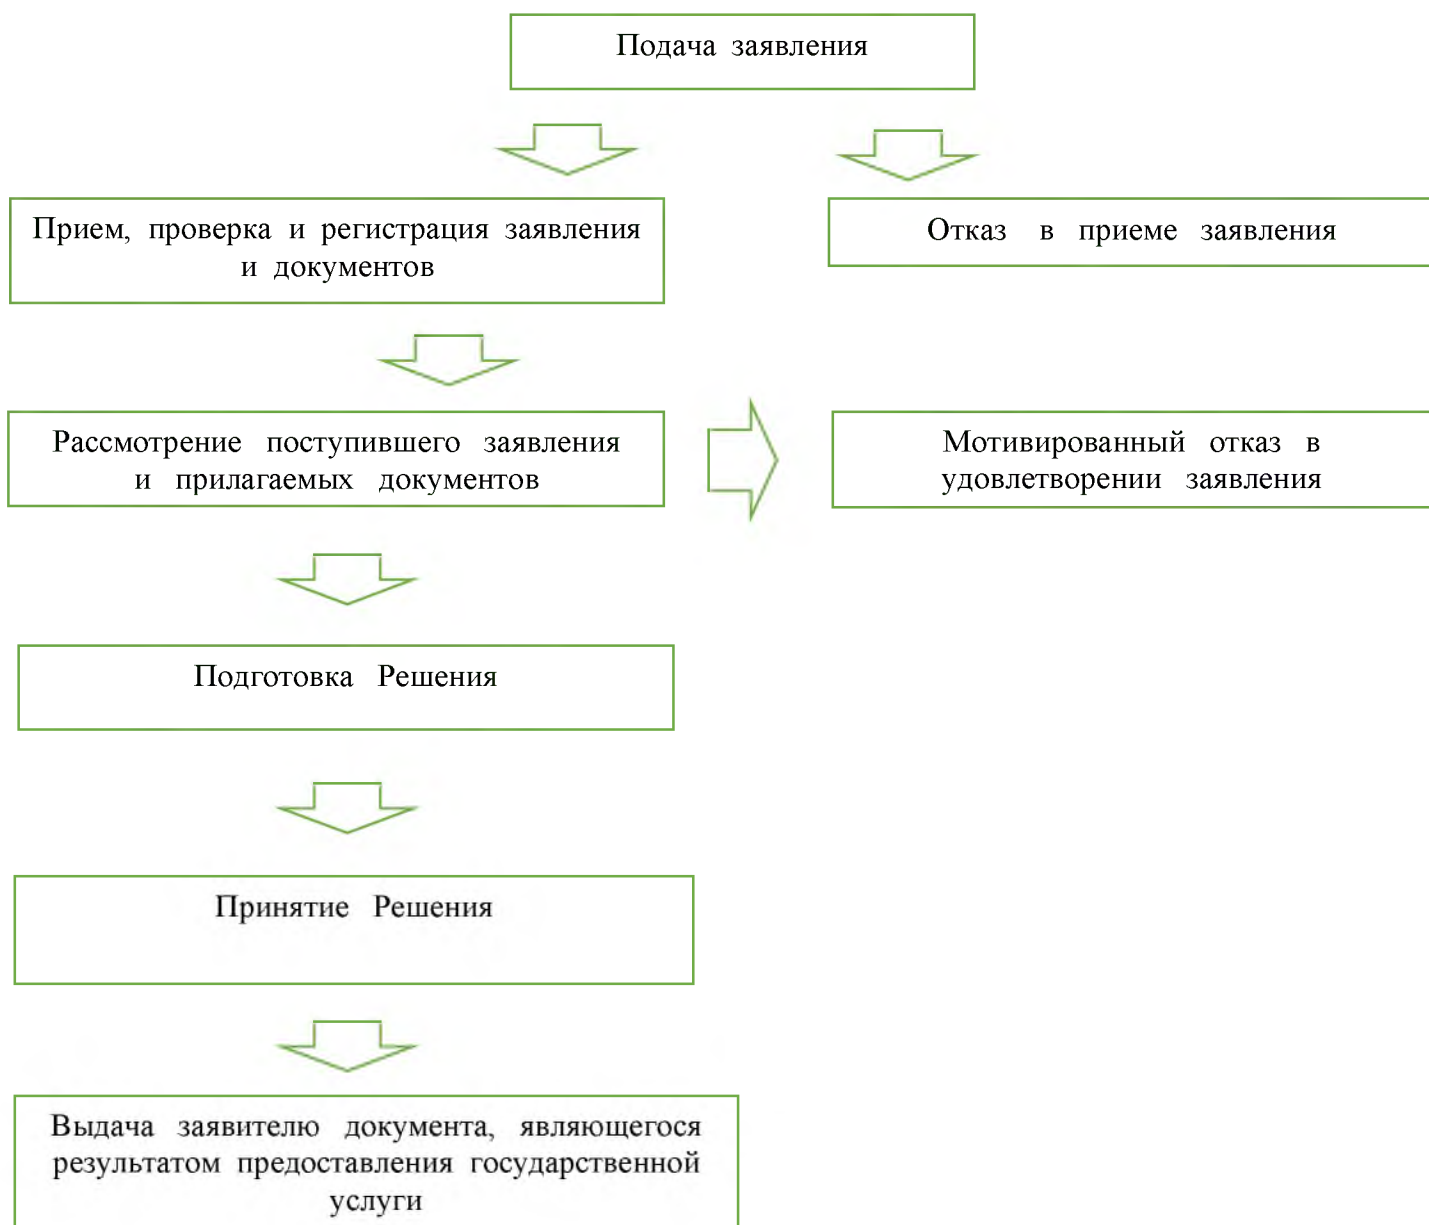 Подача заявления
Прием, проверка и регистрация заявления
и документов
Отказ в приеме заявления
Рассмотрение поступившего заявления
и прилагаемых документов
Мотивированный отказ в
удовлетворении заявления
Подготовка Решения
Принятие Решения
Выдача заявителю документа, являющегося
результатом предоставления государственной
услуги